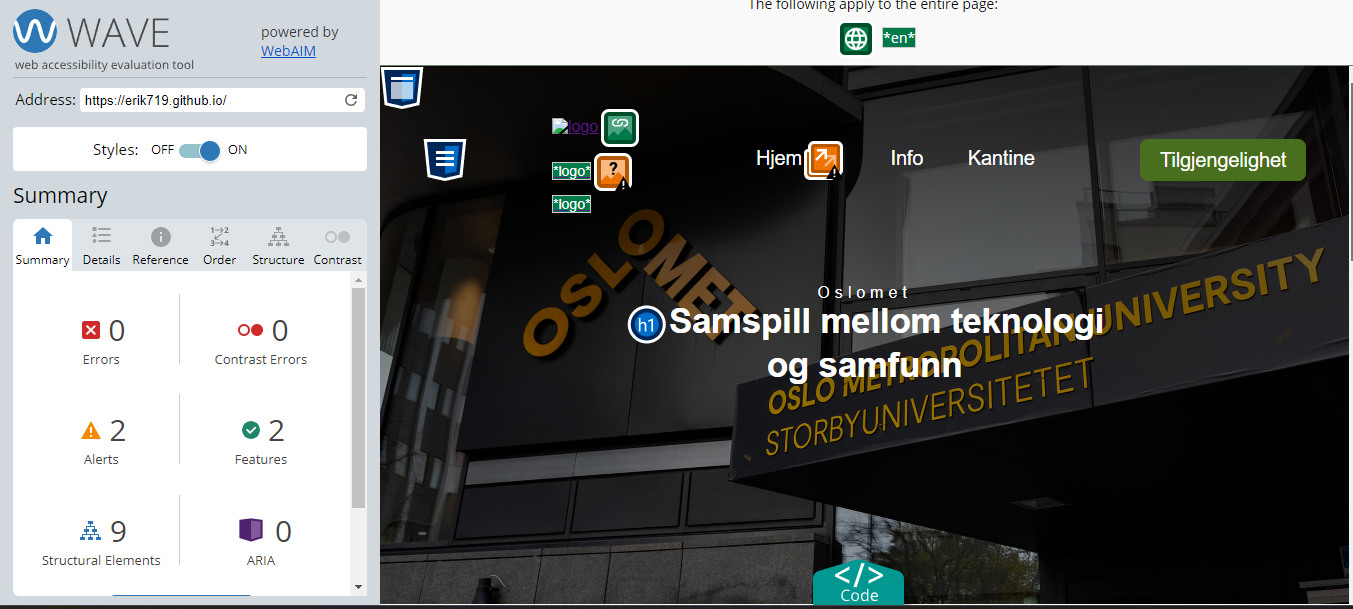 WAVE
powered by
WebAIM
web accessibility evaluation tool
Address: https://erik719.github.io/
Styles: OFF ON
Summary
Summary Details Reference Order Structure Contrast
0 0
Errors Contrast Errors
2 2
Alerts Features
9 0
Structural Elements ARIA
The following apply to the entire page:
*en*
logo
*logo* ?
*logo*
Hjem Info Kantine Tilgjengelighet
OSLOMET
Oslomet
h1 Samspill mellom teknologi
og samfunn
OSLO METROPOLITAN UNIVERSITY
STORBYUNIVERSITETET
</> 
Code